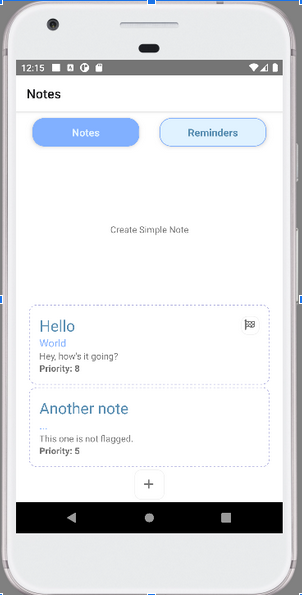 12:15
Notes
Notes
Reminders
Create Simple Note
Hello
World
Hey, how's it going?
Priority: 8
Another note
...
This one is not flagged.
Priority: 5
+